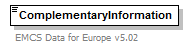 ComplementaryInformation
EMCS Data for Europe v5.02